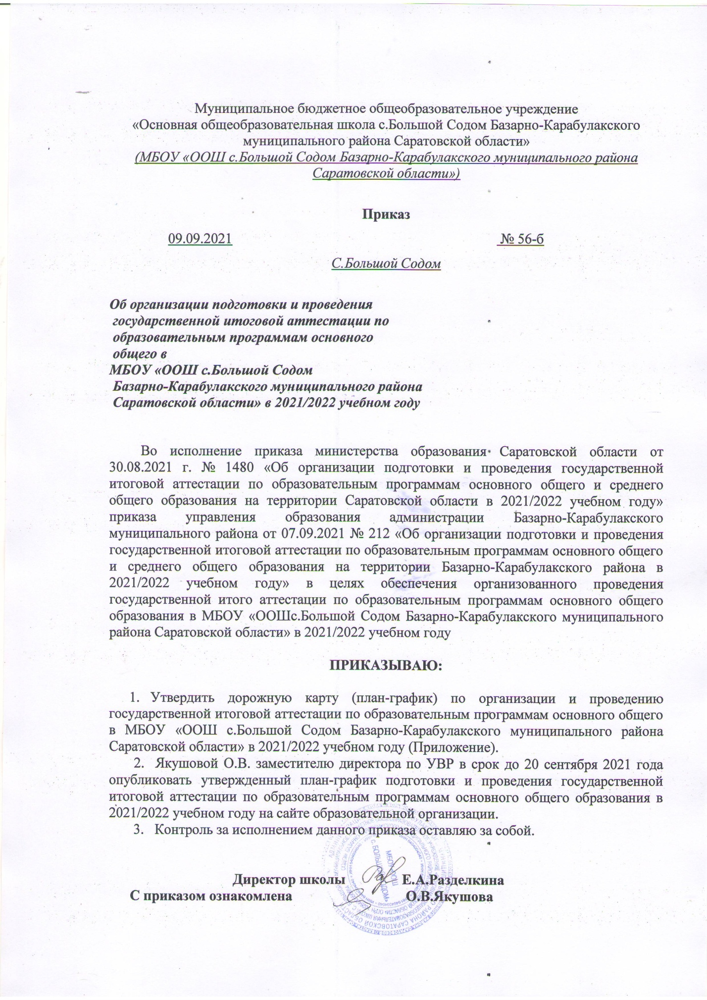 Муниципальное бюджетное общеобразовательное учреждение
«Основная общеобразовательная школа с.Большой Содом Базарно-Карабулакского
муниципального района Саратовской области»
(МБОУ «ООШ с.Большой Содом Базарно-Карабулакского муниципального района
Саратовской области»)
Приказ
09.09.2021 № 56-б
С.Большой Содом
Об организации подготовки и проведения
государственной итоговой аттестации по
образовательным программам основного
общего в
МБОУ «ООШ с.Большой Содом
Базарно-Карабулакского муниципального района
Саратовской области» в 2021/2022 учебном году
Во исполнение приказа министерства образования Саратовской области от
30.08.2021 г. № 1480 «Об организации подготовки и проведения государственной
итоговой аттестации по образовательным программам основного общего и среднего
общего образования на территории Саратовской области в 2021/2022 учебном году»
приказа управления образования администрации Базарно-Карабулакского
муниципального района от 07.09.2021 № 212 «Об организации подготовки и проведения
государственной итоговой аттестации по образовательным программам основного общего
и среднего общего образования на территории Базарно-Карабулакского района в
2021/2022 учебном году» в целях обеспечения организованного проведения
государственной итого аттестации по образовательным программам основного общего
образования в МБОУ «ООШс.Большой Содом Базарно-Карабулакского муниципального
района Саратовской области» в 2021/2022 учебном году
ПРИКАЗЫВАЮ:
1. Утвердить дорожную карту (план-график) по организации и проведению
государственной итоговой аттестации по образовательным программам основного общего
в МБОУ «ООШ с.Большой Содом Базарно-Карабулакского муниципального района
Саратовской области» в 2021/2022 учебном году (Приложение).
2. Якушовой О.В. заместителю директора по УВР в срок до 20 сентября 2021 года
опубликовать утвержденный план-график подготовки и проведения государственной
итоговой аттестации по образовательным программам основного общего образования в
2021/2022 учебном году на сайте образовательной организации.
3. Контроль за исполнением данного приказа оставляю за собой.
Директор школы Е.А.Разделкина
С приказом ознакомлена О.В.Якушова
МБОУ «ООШ
с. БОЛЬШОЙ СОДОМ»